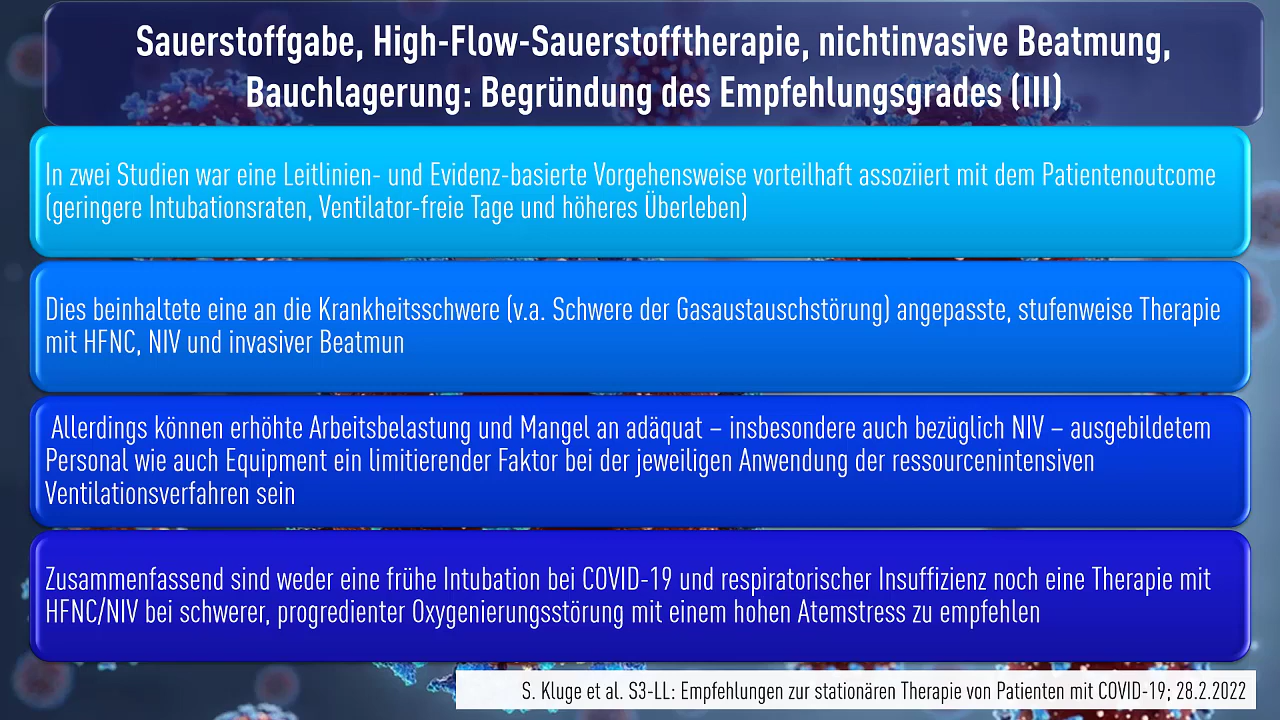 Sauerstoffgabe, High-Flow-Sauerstofftherapie, nichtinvasive Beatmung,
Bauchlagerung: Begründung des Empfehlungsgrades (III)
In zwei Studien war eine Leitlinien- und Evidenz-basierte Vorgehensweise vorteilhaft assoziiert mit dem Patientenoutcome
(geringere Intubationsraten, Ventilator-freie Tage und höheres Überleben)
Dies beinhaltete eine an die Krankheitsschwere (v.a. Schwere der Gasaustauschstörung) angepasste, stufenweise Therapie
mit HFNC, NIV und invasiver Beatmun
Allerdings können erhöhte Arbeitsbelastung und Mangel an adäquat – insbesondere auch bezüglich NIV – ausgebildetem
Personal wie auch Equipment ein limitierender Faktor bei der jeweiligen Anwendung der ressourcenintensiven
Ventilationsverfahren sein
Zusammenfassend sind weder eine frühe Intubation bei COVID-19 und respiratorischer Insuffizienz noch eine Therapie mit
HFNC/NIV bei schwerer, progredienter Oxygenierungsstörung mit einem hohen Atemstress zu empfehlen
S. Kluge et al. S3-LL: Empfehlungen zur stationären Therapie von Patienten mit COVID-19; 28.2.2022